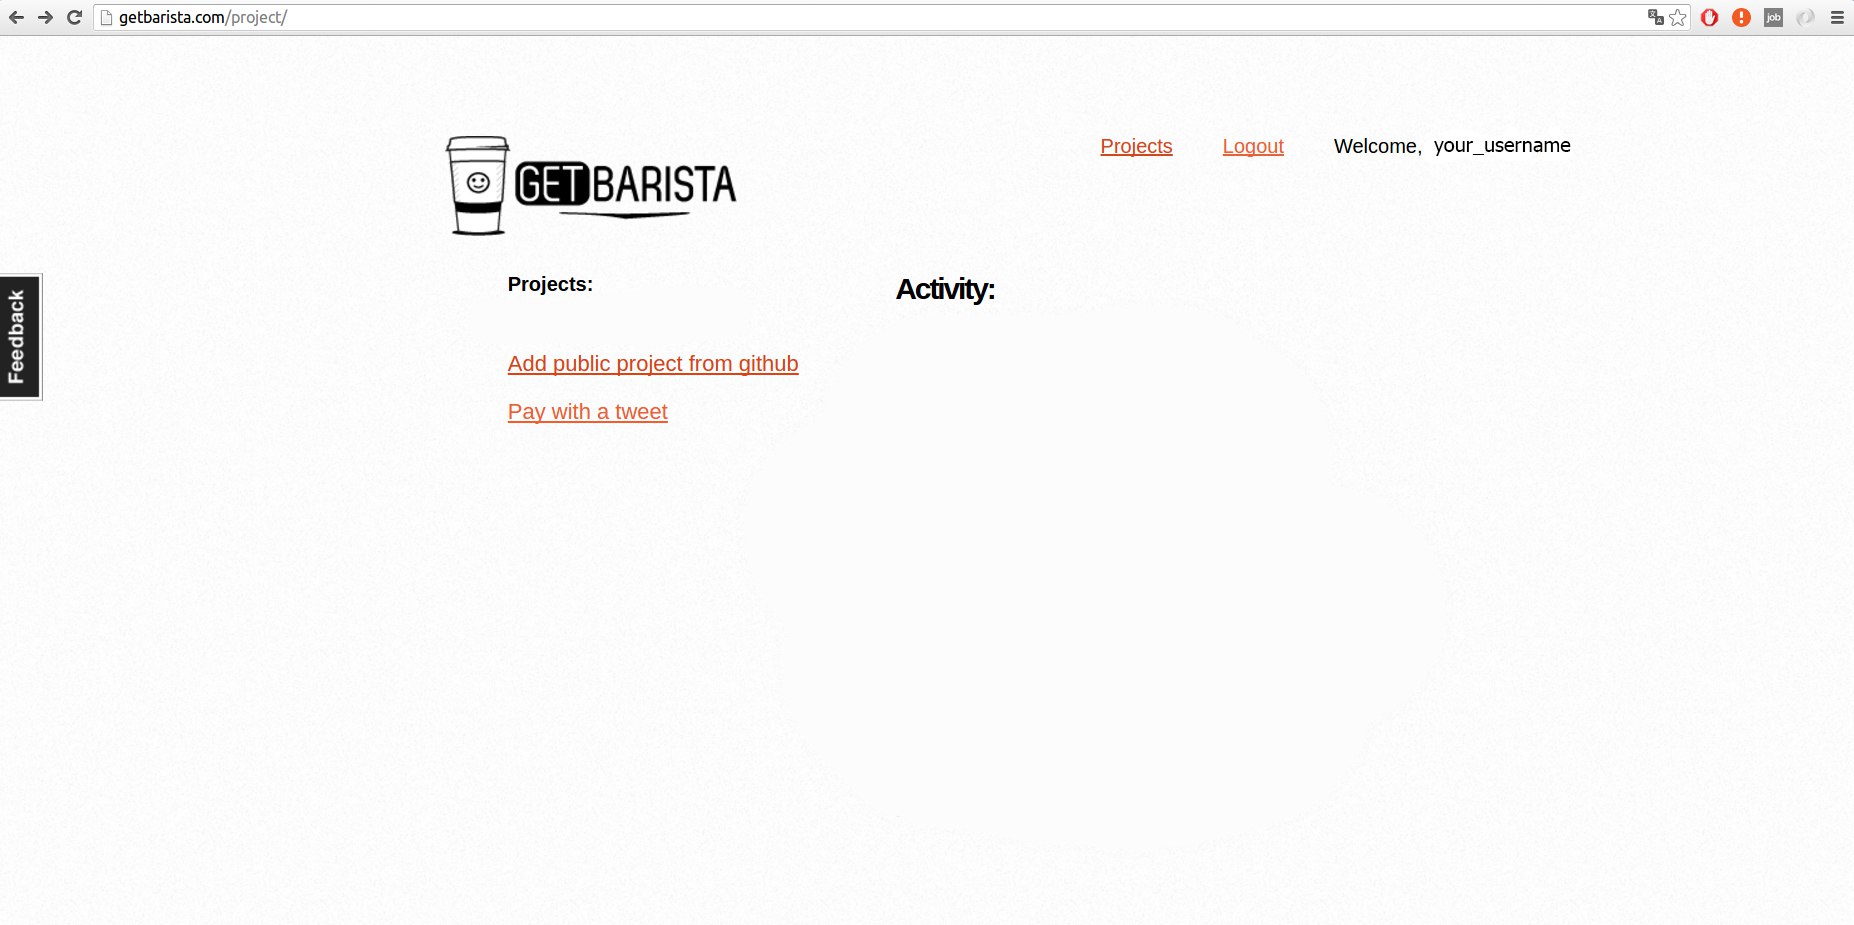 getbarista.com/project/
job
Projects Logout Welcome, your_username
GETBARISTA
Feedback
Projects:
Activity:
Add public project from github
Pay with a tweet